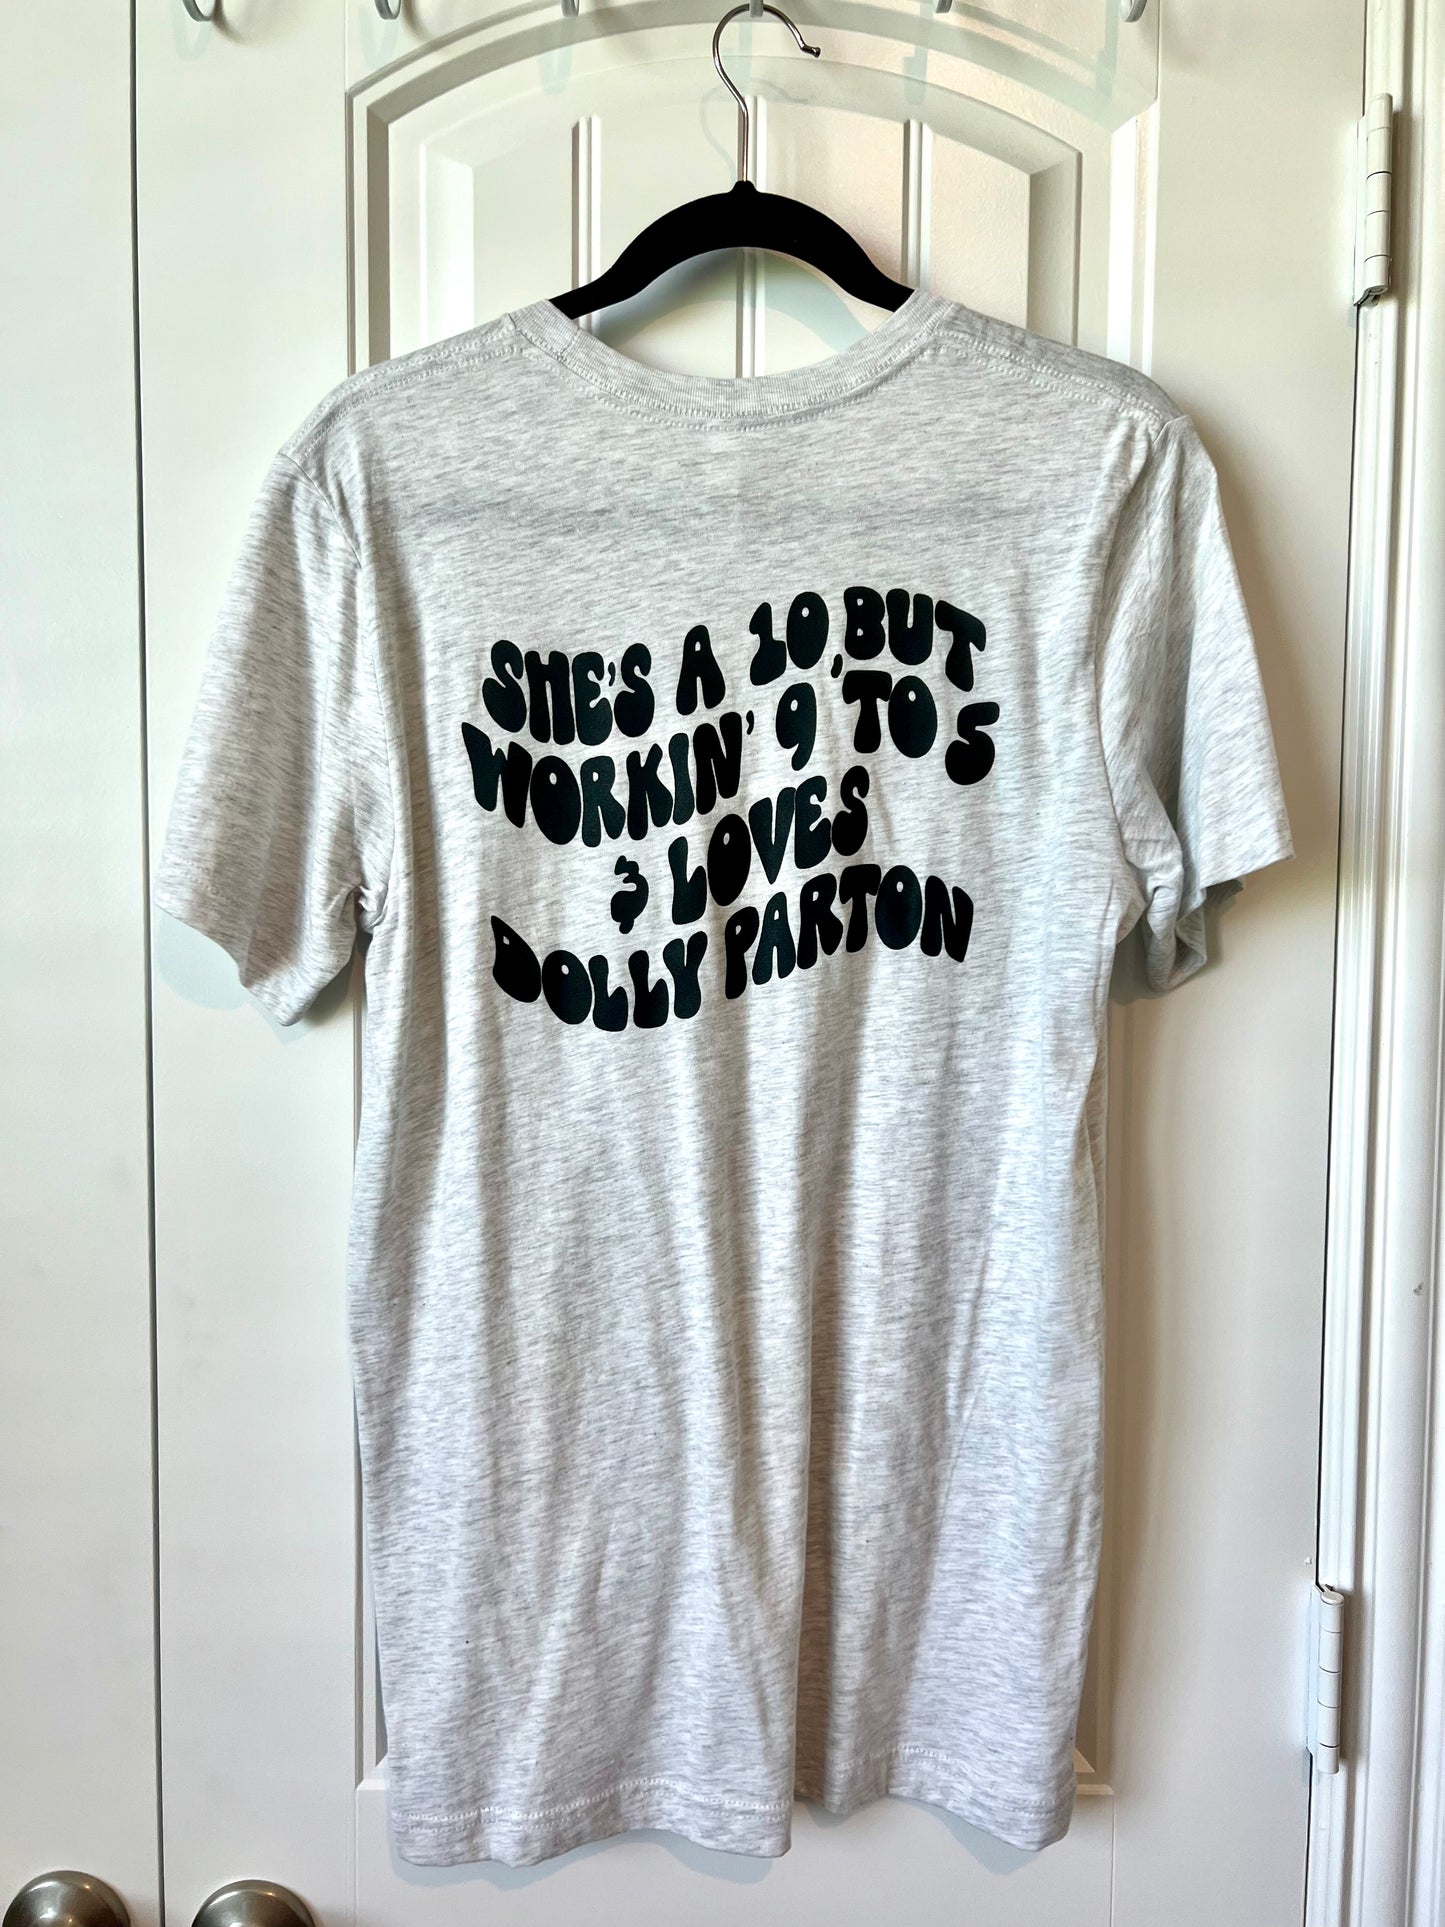 SHE'S A 10, BUT
WORKIN' 9 TO 5
& LOVES
DOLLY PARTON